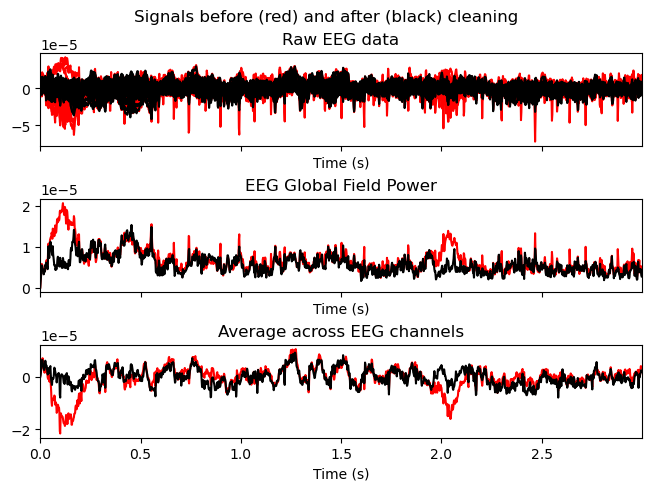 Signals before (red) and after (black) cleaning
Raw EEG data
1e−5
0
−5
Time (s)
EEG Global Field Power
1e−5
2
1
0
Time (s)
Average across EEG channels
1e−5
0
−2
0.0 0.5 1.0 1.5 2.0 2.5
Time (s)